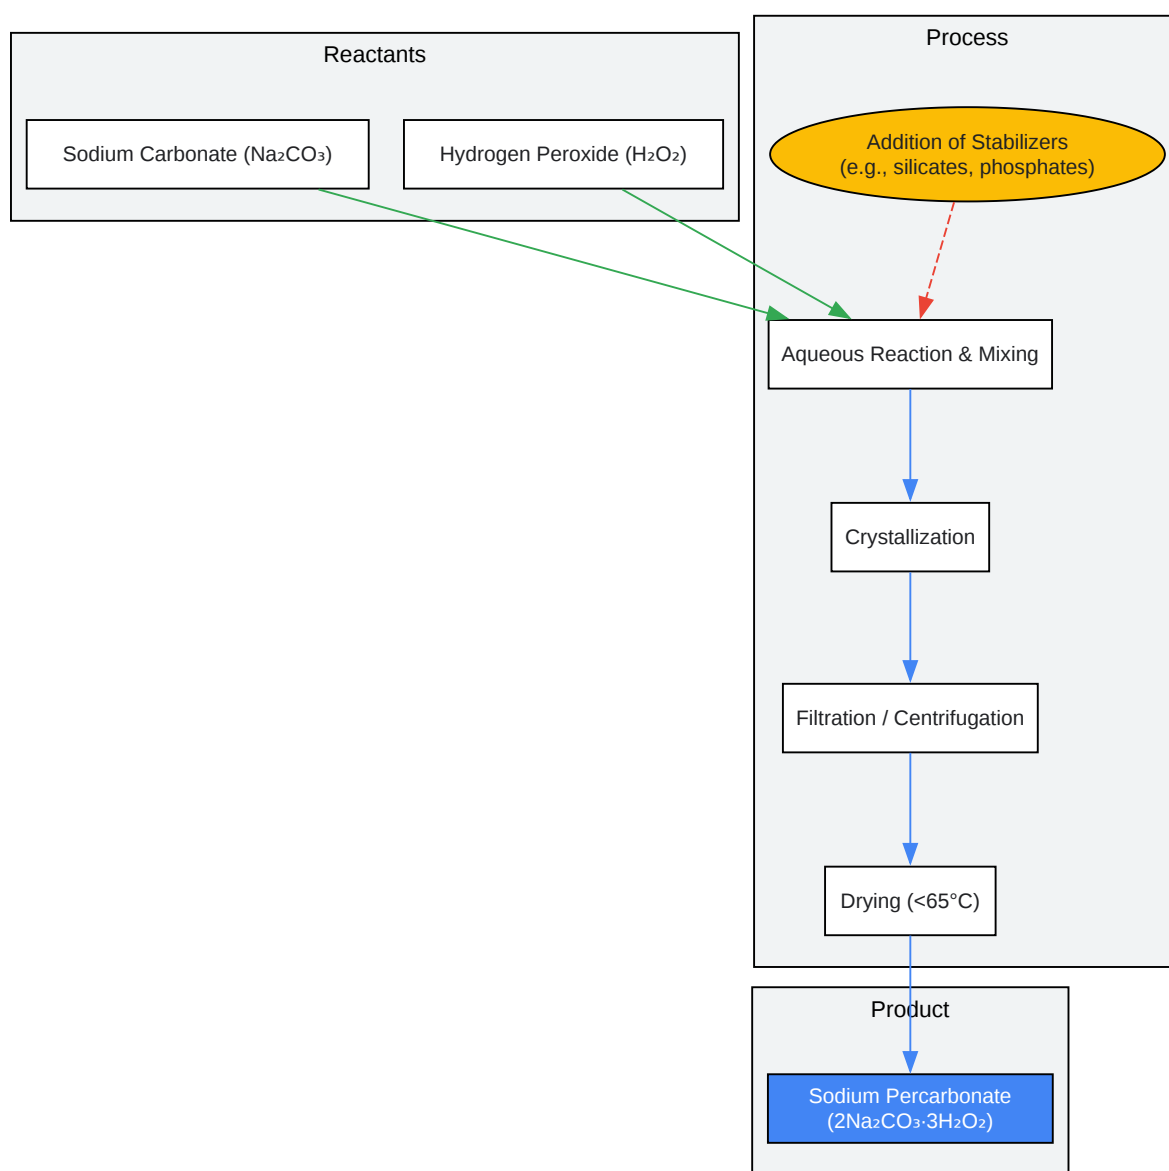 Reactants
Sodium Carbonate (Na₂CO₃)
Hydrogen Peroxide (H₂O₂)
Process
Addition of Stabilizers
(e.g., silicates, phosphates)
Aqueous Reaction & Mixing
Crystallization
Filtration / Centrifugation
Drying (<65°C)
Product
Sodium Percarbonate
(2Na₂CO₃·3H₂O₂)